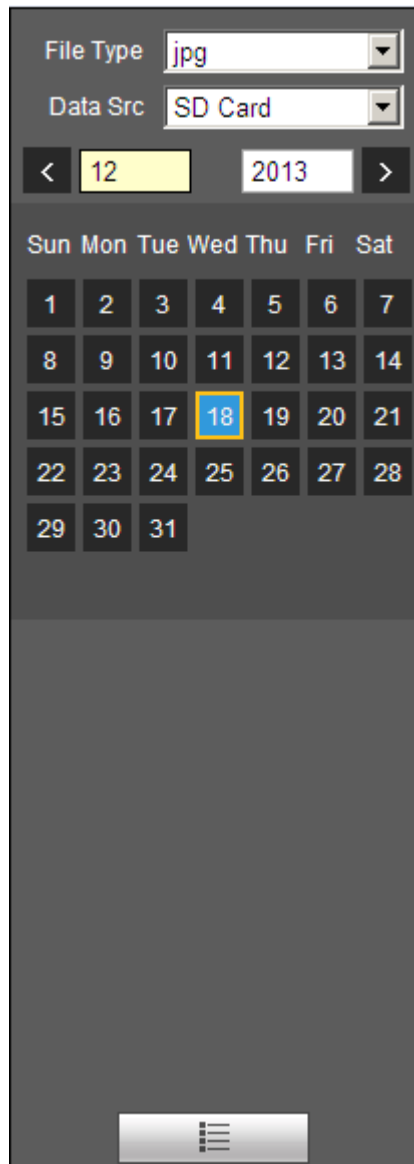 File Type jpg
Data Src SD Card
< 12 2013 >
Sun Mon Tue Wed Thu Fri Sat
1 2 3 4 5 6 7
8 9 10 11 12 13 14
15 16 17 18 19 20 21
22 23 24 25 26 27 28
29 30 31